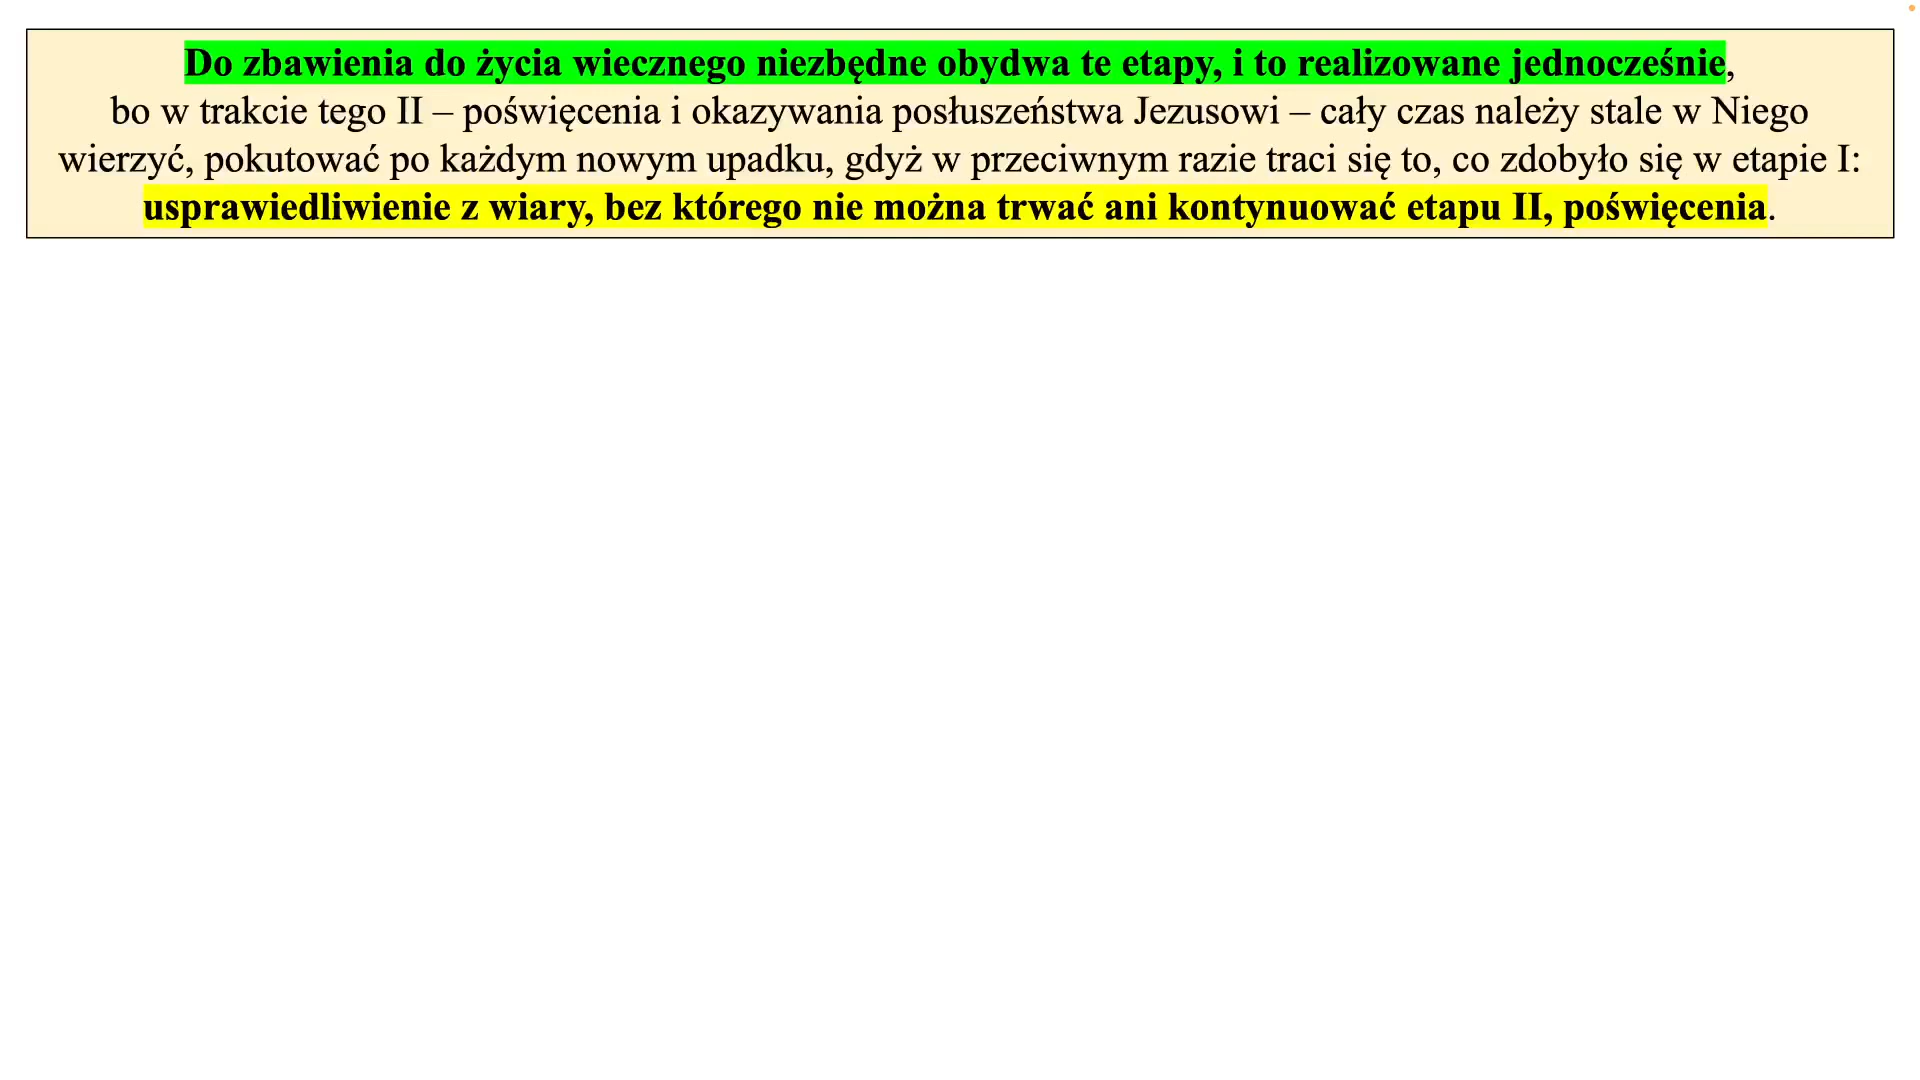 Do zbawienia do życia wiecznego niezbędne obydwa te etapy, i to realizowane jednocześnie,
bo w trakcie tego II – poświęcenia i okazywania posłuszeństwa Jezusowi – cały czas należy stale w Niego
wierzyć, pokutować po każdym nowym upadku, gdyż w przeciwnym razie traci się to, co zdobyło się w etapie I:
usprawiedliwienie z wiary, bez którego nie można trwać ani kontynuować etapu II, poświęcenia.